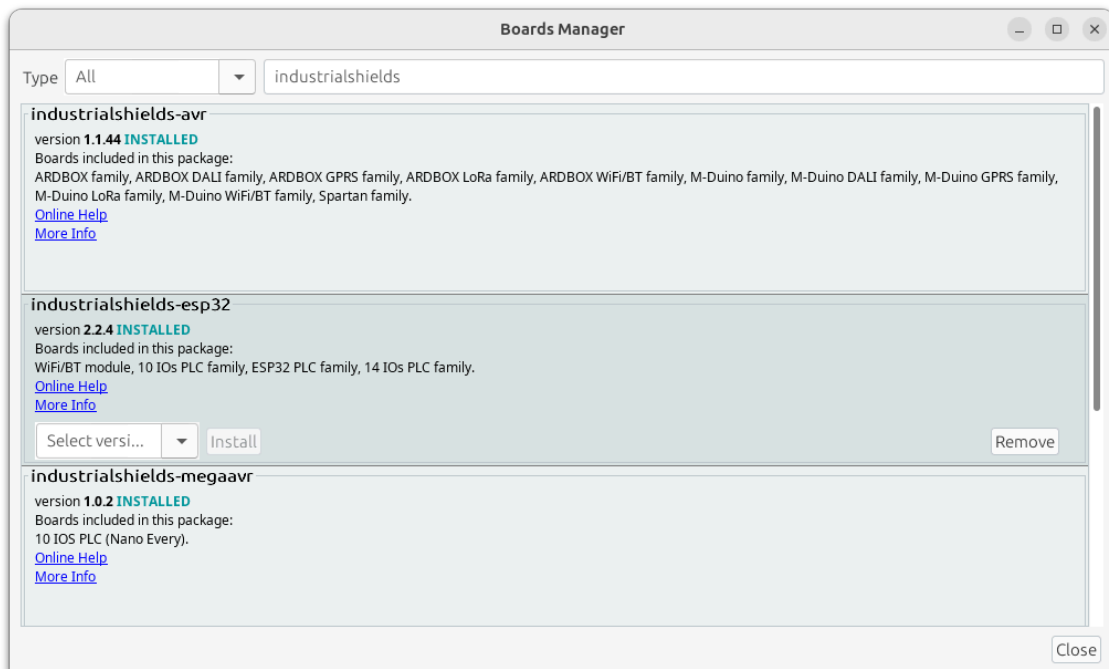 Boards Manager
Type All industrialshields
industrialshields-avr
version 1.1.44 INSTALLED
Boards included in this package:
ARDBOX family, ARDBOX DALI family, ARDBOX GPRS family, ARDBOX LoRa family, ARDBOX WiFi/BT family, M-Duino family, M-Duino DALI family, M-Duino GPRS family,
M-Duino LoRa family, M-Duino WiFi/BT family, Spartan family.
Online Help
More Info
industrialshields-esp32
version 2.2.4 INSTALLED
Boards included in this package:
WiFi/BT module, 10 IOs PLC family, ESP32 PLC family, 14 IOs PLC family.
Online Help
More Info
Select versi... Install Remove
industrialshields-megaavr
version 1.0.2 INSTALLED
Boards included in this package:
10 IOS PLC (Nano Every).
Online Help
More Info
Close